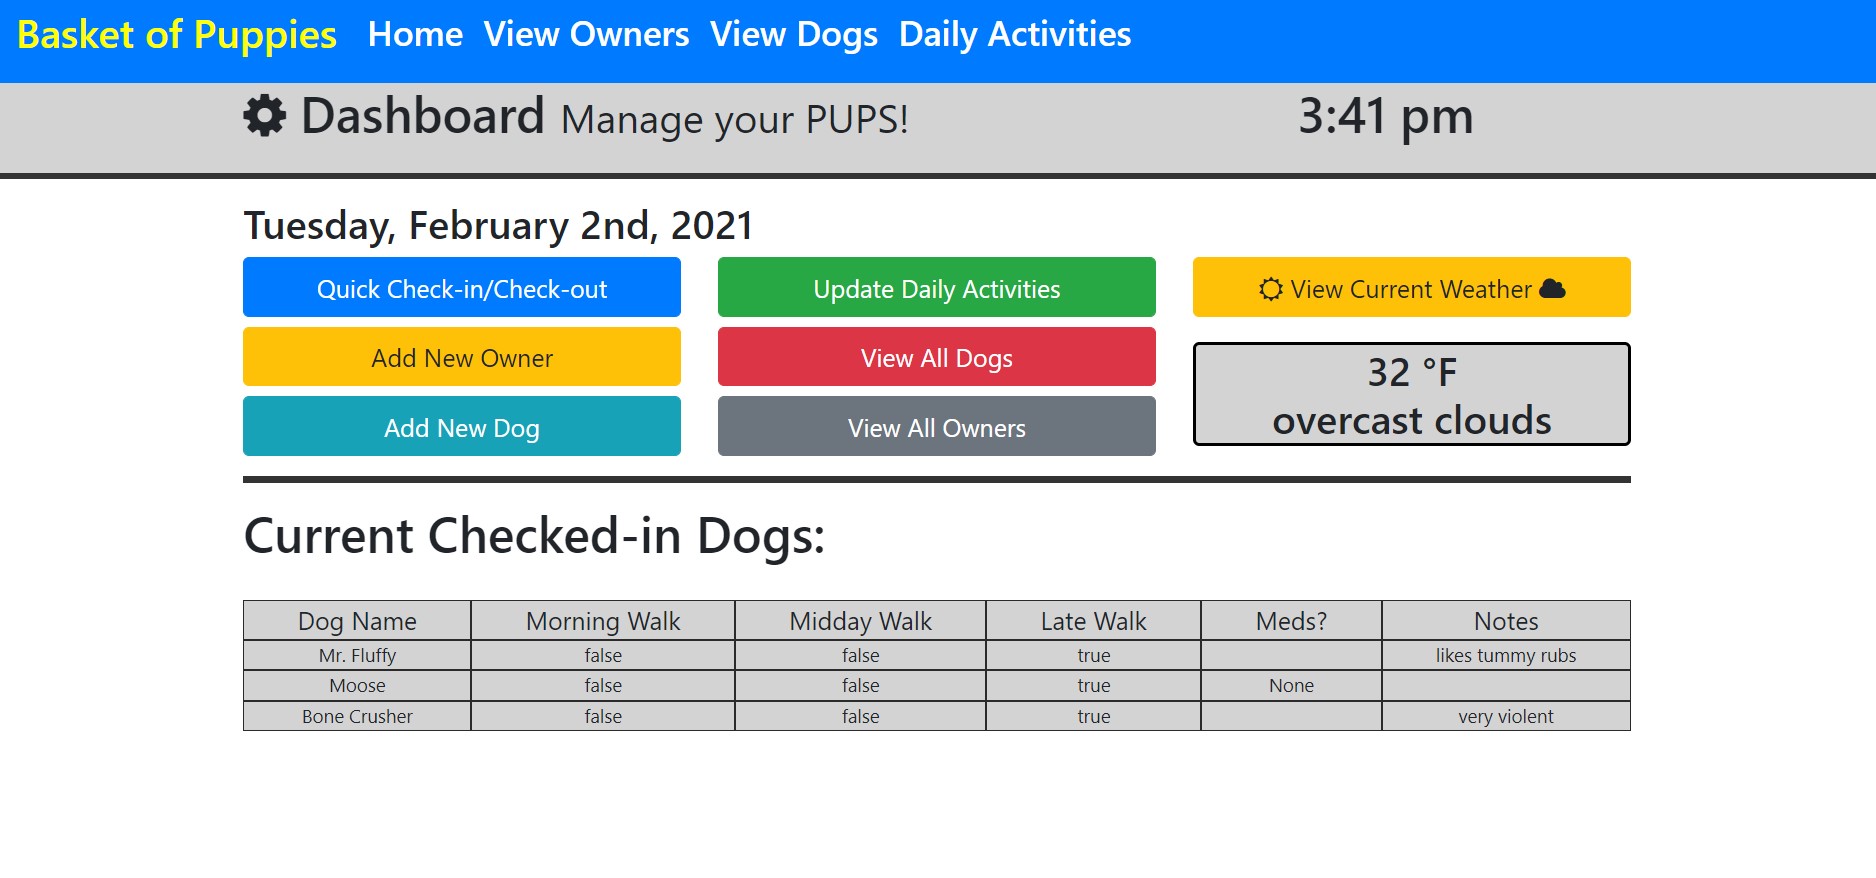 Basket of Puppies Home View Owners View Dogs Daily Activities
Dashboard Manage your PUPS! 3:41 pm
Tuesday, February 2nd, 2021
Quick Check-in/Check-out Update Daily Activities View Current Weather
Add New Owner View All Dogs 32 °F
Add New Dog View All Owners overcast clouds
Current Checked-in Dogs:
Dog Name Morning Walk Midday Walk Late Walk Meds? Notes
Mr. Fluffy false false true likes tummy rubs
Moose false false true None
Bone Crusher false false true very violent